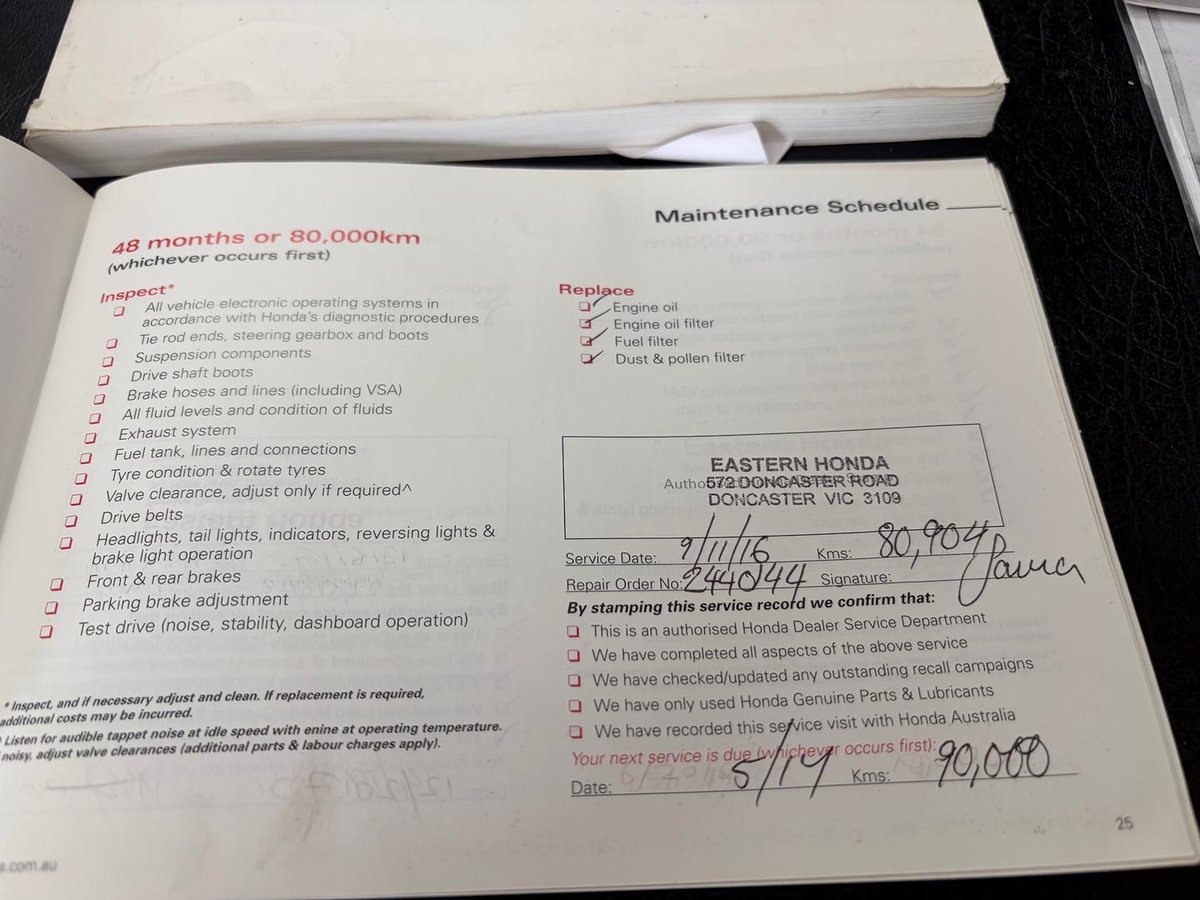 Maintenance Schedule
48 months or 80,000km
(whichever occurs first)
Inspect*
All vehicle electronic operating systems in
accordance with Honda's diagnostic procedures
Tie rod ends, steering gearbox and boots
Suspension components
Drive shaft boots
Brake hoses and lines (including VSA)
All fluid levels and condition of fluids
Exhaust system
Fuel tank, lines and connections
Tyre condition & rotate tyres
Valve clearance, adjust only if required^
Drive belts
Headlights, tail lights, indicators, reversing lights &
brake light operation
Front & rear brakes
Parking brake adjustment
Test drive (noise, stability, dashboard operation)
* Inspect, and if necessary adjust and clean. If replacement is required,
additional costs may be incurred.
Listen for audible tappet noise at idle speed with enine at operating temperature.
noisy, adjust valve clearances (additional parts & labour charges apply).
Replace
Engine oil
Engine oil filter
Fuel filter
Dust & pollen filter
EASTERN HONDA
572 DONCASTER ROAD
DONCASTER VIC 3109
Service Date: 9/11/16 Kms: 80,904
Repair Order No: 2440144 Signature:
By stamping this service record we confirm that:
This is an authorised Honda Dealer Service Department
We have completed all aspects of the above service
We have checked/updated any outstanding recall campaigns
We have only used Honda Genuine Parts & Lubricants
We have recorded this service visit with Honda Australia
Your next service is due (whichever occurs first):
Date: 5/17 Kms: 90,000
25
a.com.au